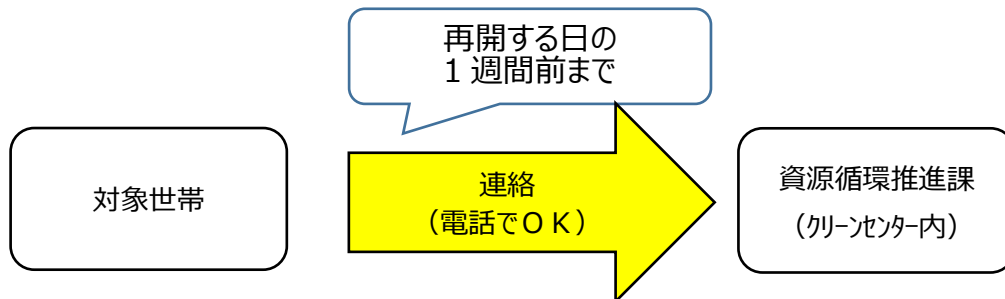 再開する日の
1週間前まで
対象世帯
連絡
（電話でＯＫ）
資源循環推進課
（ｸﾘｰﾝｾﾝﾀｰ内）